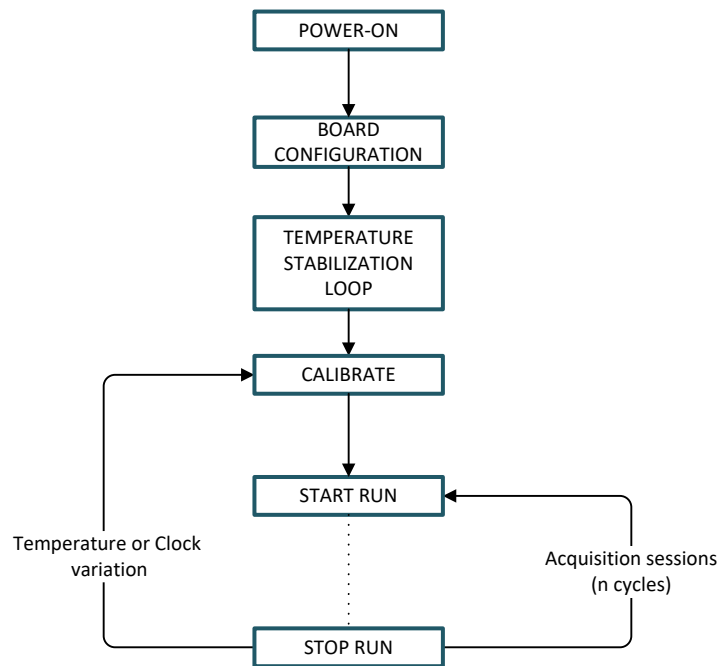 POWER-ON
BOARD
CONFIGURATION
TEMPERATURE
STABILIZATION
LOOP
CALIBRATE
START RUN
Temperature or Clock
variation
Acquisition sessions
(n cycles)
STOP RUN